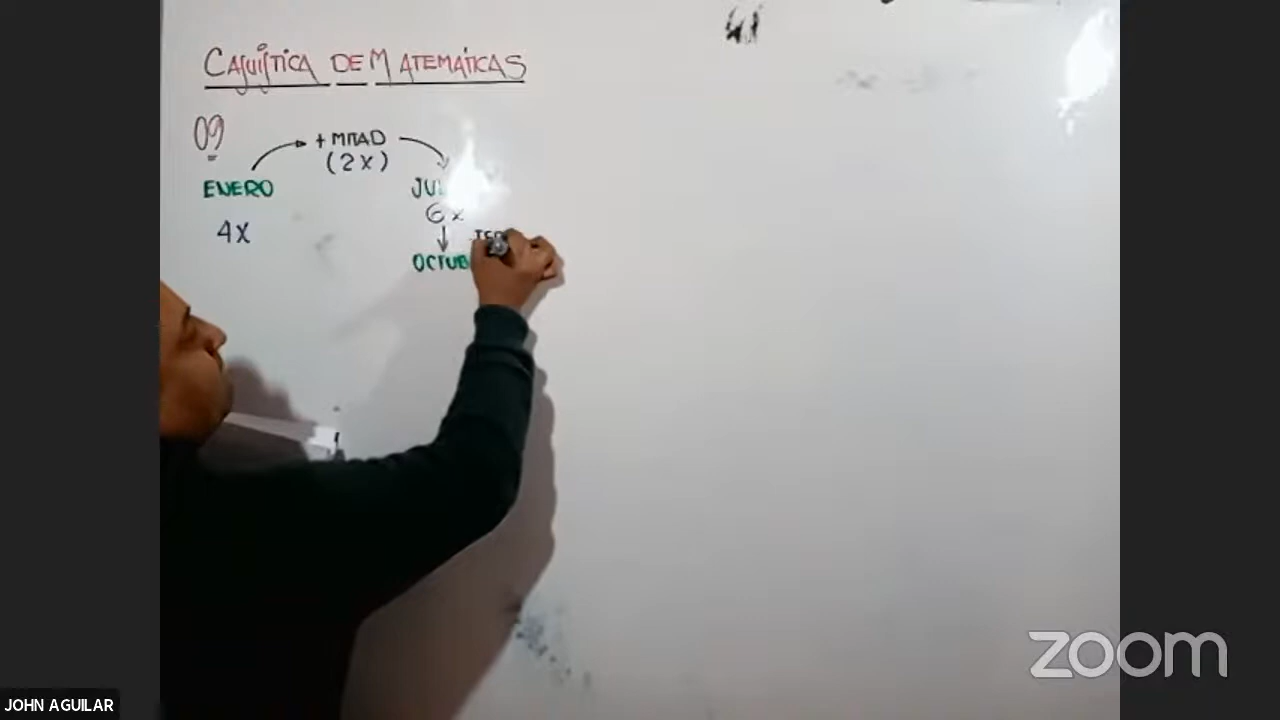 CASUÍSTICA DE MATEMÁTICAS
09
+ MITAD
(2x)
ENERO
4x
6x
zoom
JOHN AGUILAR